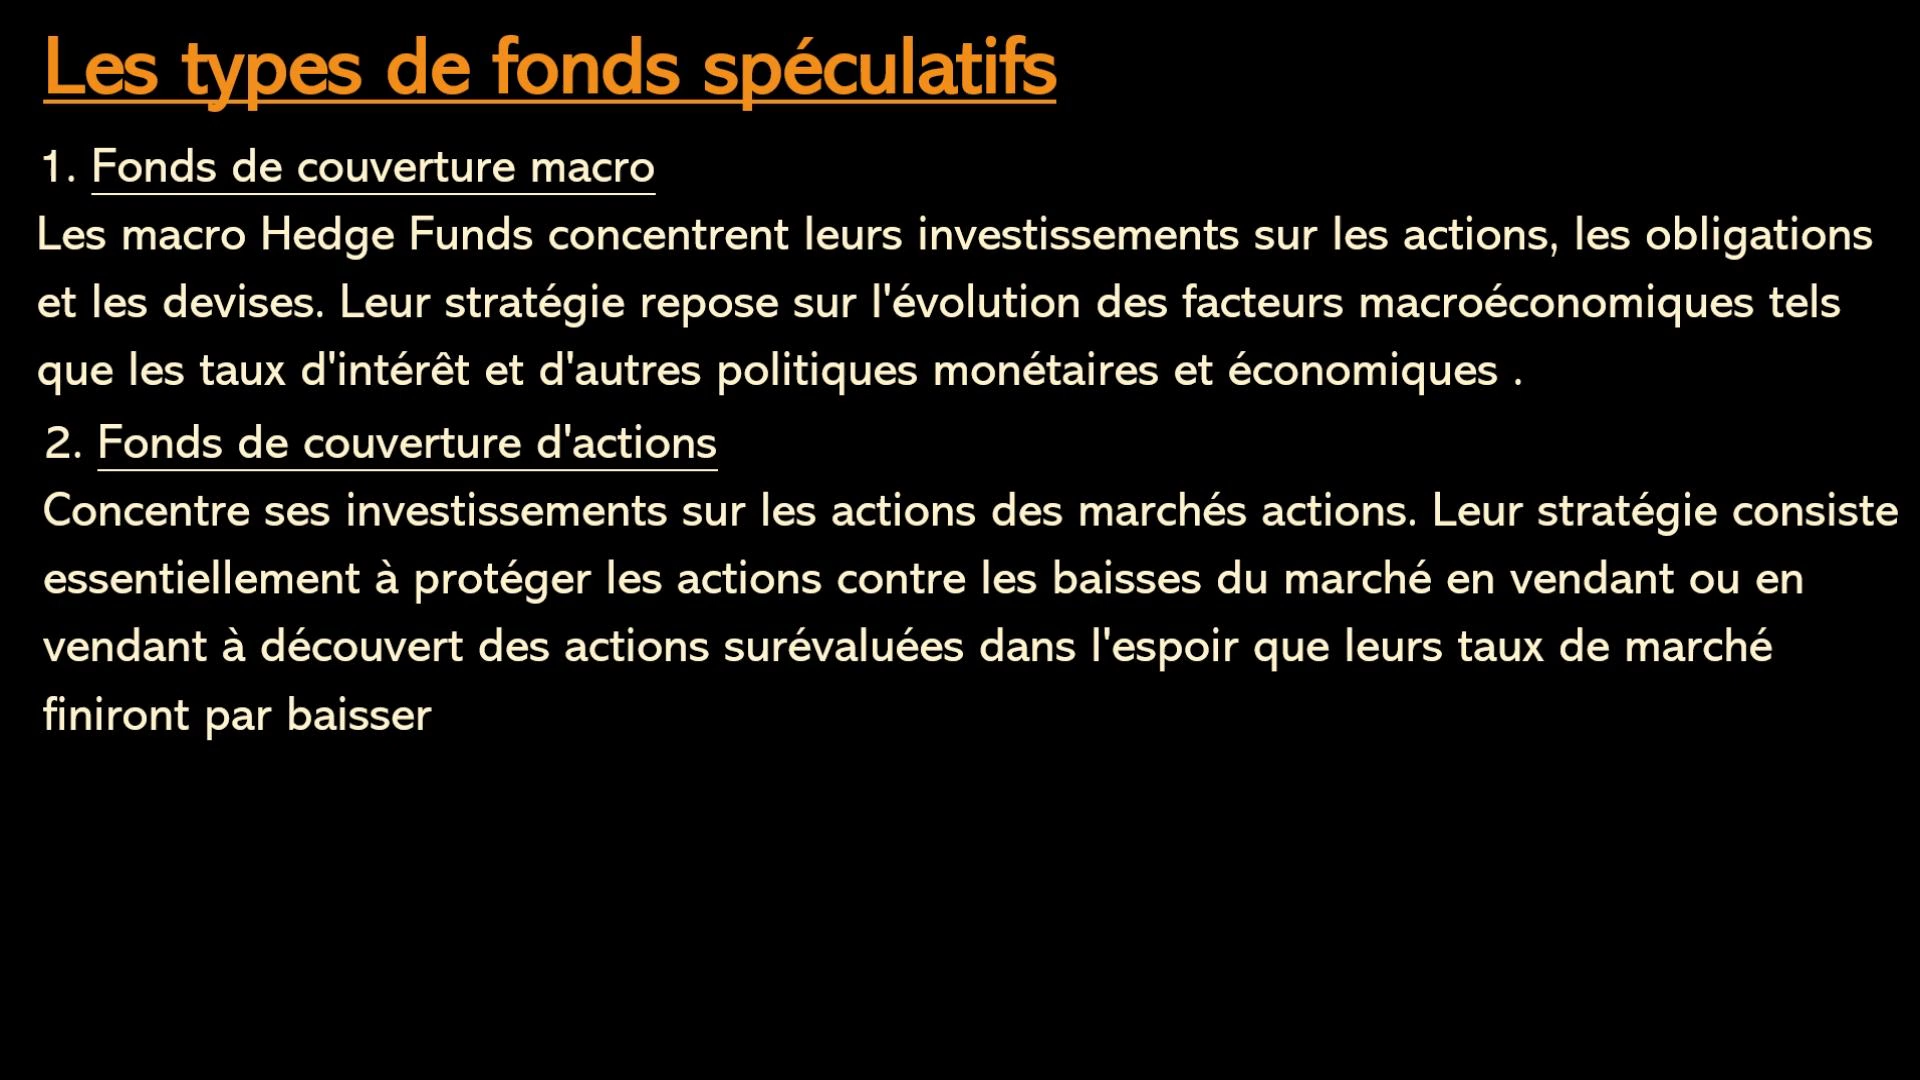 Les types de fonds spéculatifs
1. Fonds de couverture macro
Les macro Hedge Funds concentrent leurs investissements sur les actions, les obligations
et les devises. Leur stratégie repose sur l'évolution des facteurs macroéconomiques tels
que les taux d'intérêt et d'autres politiques monétaires et économiques .
2. Fonds de couverture d'actions
Concentre ses investissements sur les actions des marchés actions. Leur stratégie consiste
essentiellement à protéger les actions contre les baisses du marché en vendant ou en
vendant à découvert des actions surévaluées dans l'espoir que leurs taux de marché
finiront par baisser